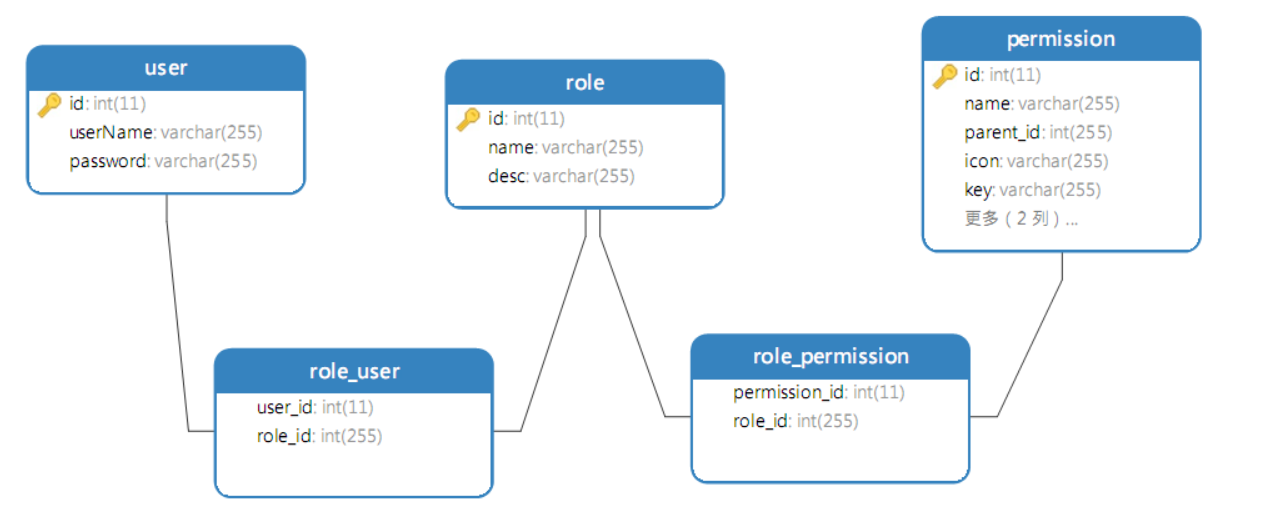 user
id: int(11)
userName: varchar(255)
password: varchar(255)
role
id: int(11)
name: varchar(255)
desc: varchar(255)
permission
id: int(11)
name: varchar(255)
parent_id: int(255)
icon: varchar(255)
key: varchar(255)
更多 ( 2 列 ) ...
role_user
user_id: int(11)
role_id: int(255)
role_permission
permission_id: int(11)
role_id: int(255)